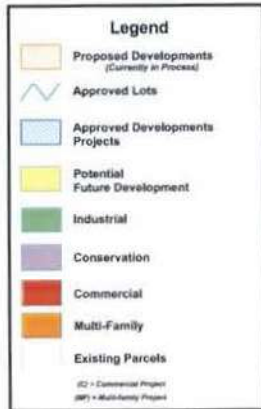 Legend
Proposed Developments
(Currently in Process)
Approved Lots
Approved Developments
Projects
Potential
Future Development
Industrial
Conservation
Commercial
Multi-Family
Existing Parcels
(C) = Commercial Project
(MF) = Multi-family Project